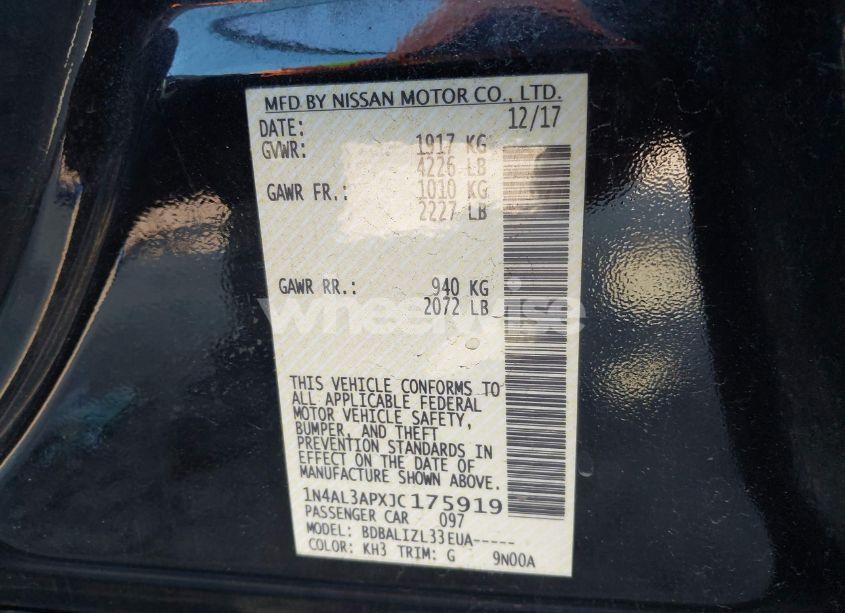 MFD BY NISSAN MOTOR CO., LTD.
DATE: 12/17
GVWR: 1917 KG
4226 LB
GAWR FR.: 1010 KG
2227 LB
GAWR RR.: 940 KG
2072 LB
wheelwise
THIS VEHICLE CONFORMS TO
ALL APPLICABLE FEDERAL
MOTOR VEHICLE SAFETY,
BUMPER, AND THEFT
PREVENTION STANDARDS IN
EFFECT ON THE DATE OF
MANUFACTURE SHOWN ABOVE.
1N4AL3APXJC175919
PASSENGER CAR 097
MODEL: BDBALIZL33EUA-----
COLOR: KH3 TRIM: G 9N00A